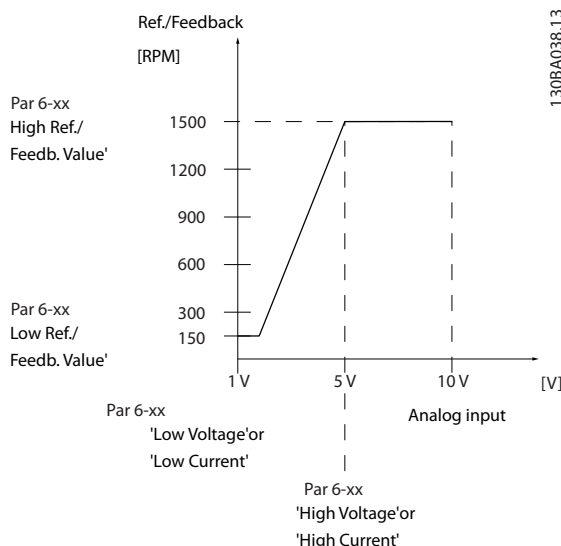 Ref./Feedback
[RPM]
130BA038.13
Par 6-xx
High Ref./
Feedb. Value'
1500
1200
900
600
300
150
Par 6-xx
Low Ref./
Feedb. Value'
1 V
5 V
10 V
[V]
Analog input
Par 6-xx
'Low Voltage'or
'Low Current'
Par 6-xx
'High Voltage'or
'High Current'